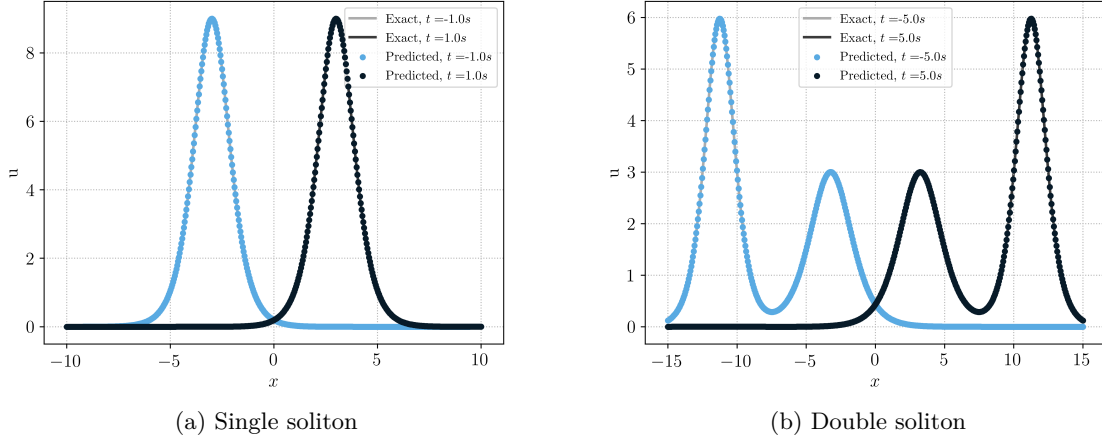 Exact, t =-1.0s
Exact, t =1.0s
Predicted, t =-1.0s
Predicted, t =1.0s
8
6
4
2
0
u
−10
−5
0
5
10
x
(a) Single soliton
Exact, t =-5.0s
Exact, t =5.0s
Predicted, t =-5.0s
Predicted, t =5.0s
6
5
4
3
2
1
0
u
−15
−10
−5
0
5
10
15
x
(b) Double soliton